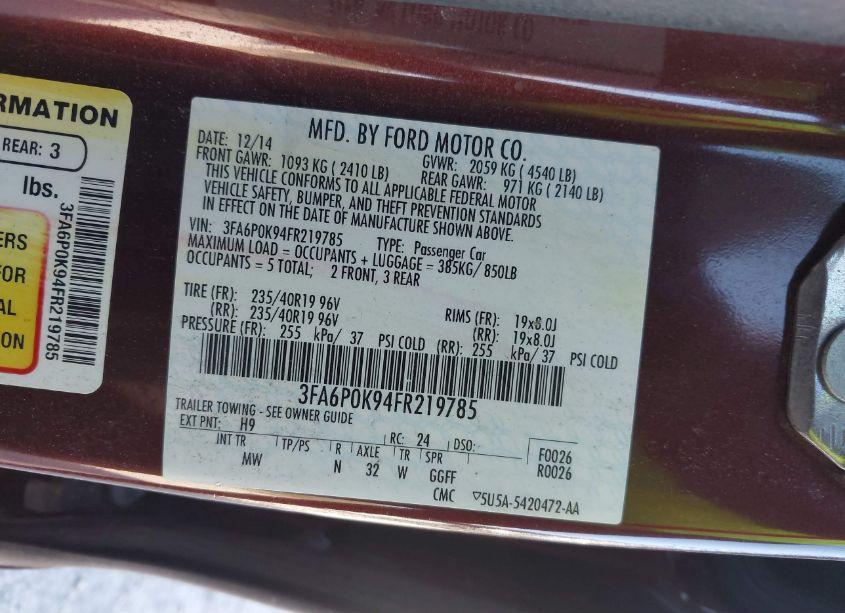 ORMATION
REAR: 3
lbs.
ERS
FOR
AL
ION
3FA6P0K94FR219785
MFD. BY FORD MOTOR CO.
DATE: 12/14 GVWR: 2059 KG ( 4540 LB)
FRONT GAWR: 1093 KG ( 2410 LB) REAR GAWR: 971 KG ( 2140 LB)
THIS VEHICLE CONFORMS TO ALL APPLICABLE FEDERAL MOTOR
VEHICLE SAFETY, BUMPER, AND THEFT PREVENTION STANDARDS
IN EFFECT ON THE DATE OF MANUFACTURE SHOWN ABOVE.
VIN: 3FA6P0K94FR219785 TYPE: Passenger Car
MAXIMUM LOAD = OCCUPANTS + LUGGAGE = 385KG/ 850LB
OCCUPANTS = 5 TOTAL; 2 FRONT, 3 REAR
TIRE (FR): 235/40R19 96V RIMS (FR): 19x8.0J
(RR): 235/40R19 96V (RR): 19x8.0J
PRESSURE (FR): 255 kPa/ 37 PSI COLD (RR): 255 kPa/ 37 PSI COLD
3FA6P0K94FR219785
TRAILER TOWING - SEE OWNER GUIDE
EXT PNT: H9 RC: 24 DSO: F0026
INT TR TP/PS R AXLE TR SPR R0026
MW N 32 W GGFF
CMC ▽5U5A-5420472-AA